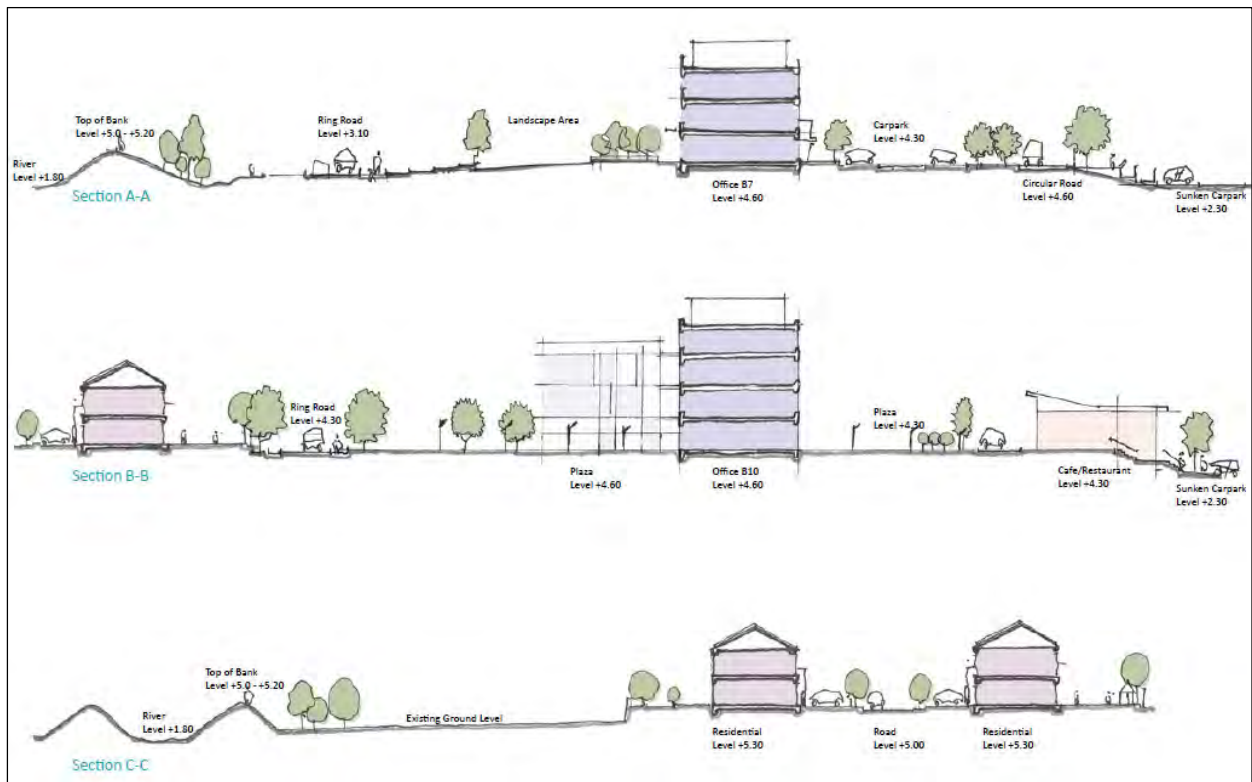 Top of Bank
Level +5.0 - +5.20
River
Level +1.80
Ring Road
Level +3.10
Landscape Area
Office B7
Level +4.60
Carpark
Level +4.30
Circular Road
Level +4.60
Sunken Carpark
Level +2.30
Section A-A
Ring Road
Level +4.30
Plaza
Level +4.60
Office B10
Level +4.60
Plaza
Level +4.30
Cafe/Restaurant
Level +4.30
Sunken Carpark
Level +2.30
Section B-B
Top of Bank
Level +5.0 - +5.20
River
Level +1.80
Existing Ground Level
Residential
Level +5.30
Road
Level +5.00
Residential
Level +5.30
Section C-C